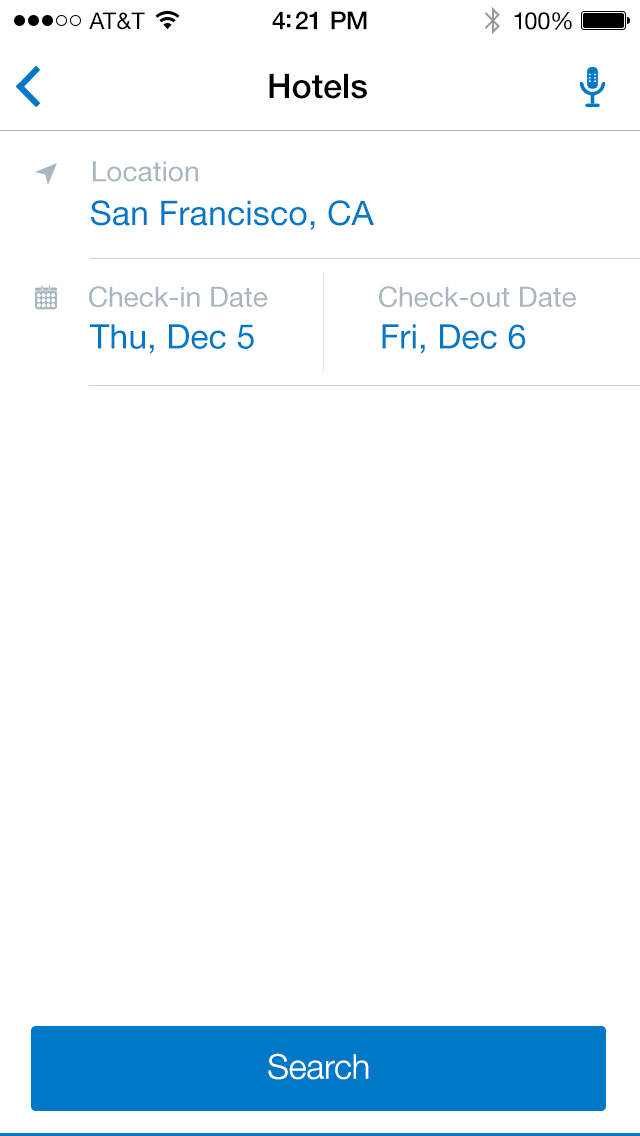 AT&T 4:21 PM 100%
Hotels
Location
San Francisco, CA
Check-in Date Check-out Date
Thu, Dec 5 Fri, Dec 6
Search